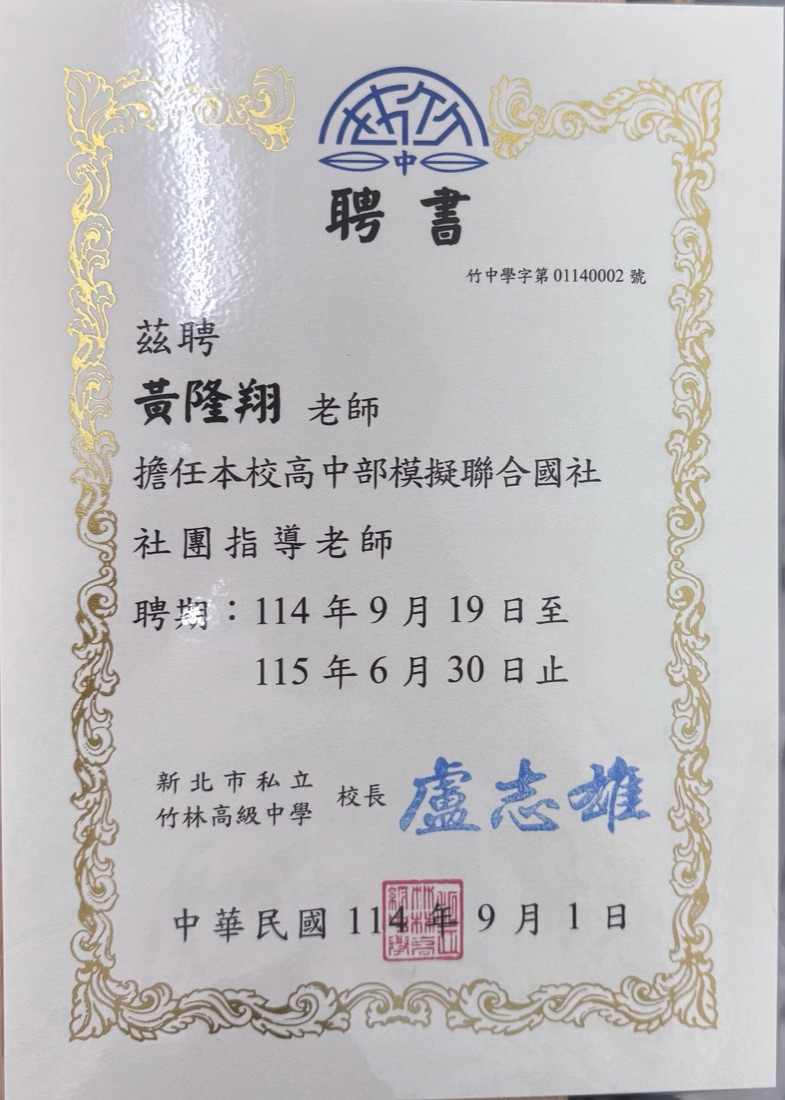 中
聘書
竹中學字第 01140002 號
茲聘
黃隆翔 老師
擔任本校高中部模擬聯合國社
社團指導老師
聘期：114 年 9 月 19 日至
115 年 6 月 30 日止
新北市私立
竹林高級中學
校長
盧志雄
中華民國 114 年 9 月 1 日